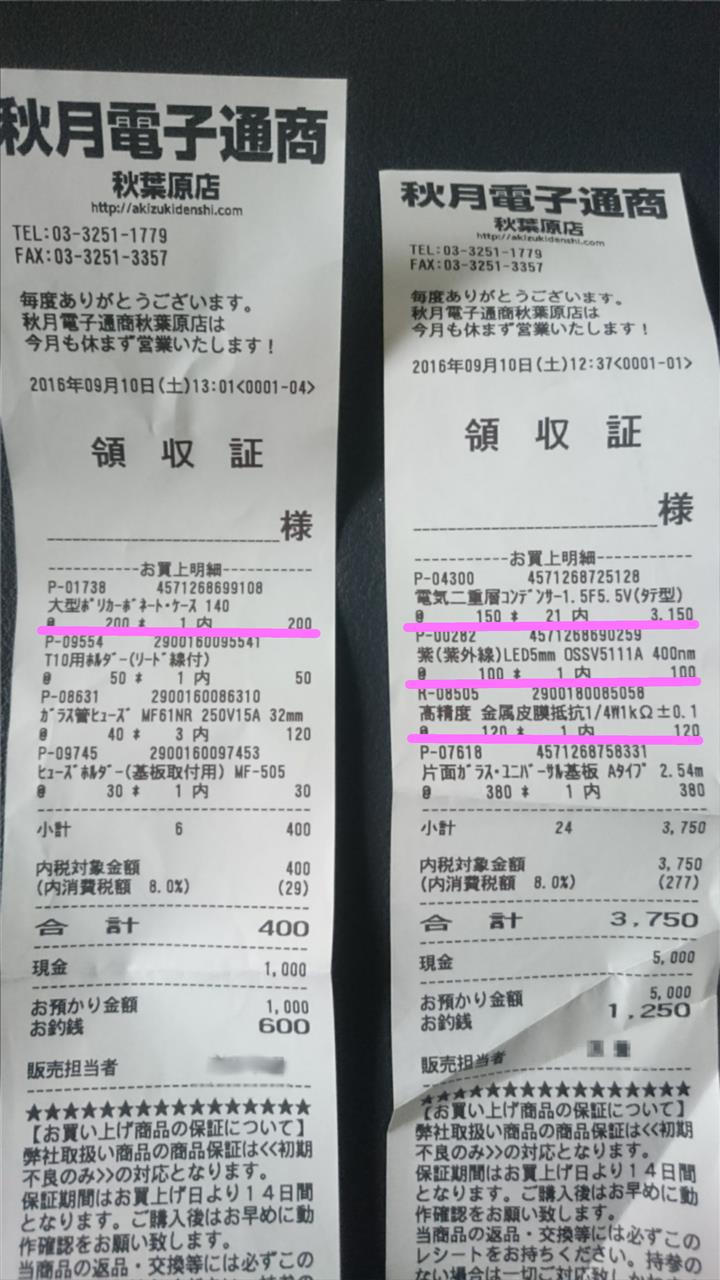 秋月電子通商
秋葉原店
http://akizukidenshi.com
TEL:03-3251-1779
FAX:03-3251-3357
毎度ありがとうございます。
秋月電子通商秋葉原店は
今月も休まず営業いたします!
2016年09月10日(土)13:01<0001-04>
領 収 証
様
------------お買上明細------------
P-01738 4571268699108
大型ポリカーボネート・ケース 140
@ 200 * 1 内 200
P-09554 2900160095541
T10用ホルダー(リード線付)
@ 50 * 1 内 50
P-08631 2900160086310
ガラス管ヒューズ MF61NR 250V15A 32mm
@ 40 * 3 内 120
P-09745 2900160097453
ヒューズホルダー(基板取付用) MF-505
@ 30 * 1 内 30
小計 6 400
内税対象金額 400
(内消費税額 8.0%) (29)
合 計 400
現金 1,000
お預かり金額 1,000
お釣銭 600
販売担当者
★★★★★★★★★★★★★★★★★
【お買い上げ商品の保証について】
弊社取扱い商品の商品保証は<<初期
不良のみ>>の対応となります。
保証期間はお買上げ日より14日間
となります。ご購入後はお早めに動
作確認をお願い致します。
当商品の返品・交換等には必ずこの
秋月電子通商
秋葉原店
http://akizukidenshi.com
TEL:03-3251-1779
FAX:03-3251-3357
毎度ありがとうございます。
秋月電子通商秋葉原店は
今月も休まず営業いたします!
2016年09月10日(土)12:37<0001-01>
領 収 証
様
------------お買上明細------------
P-04300 4571268725128
電気二重層コンデンサー1.5F5.5V(タテ型)
@ 150 * 21 内 3,150
P-00282 4571268690259
紫(紫外線)LED5mm OSSV5111A 400nm
@ 100 * 1 内 100
R-08505 2900180085058
高精度 金属皮膜抵抗1/4W1kΩ±0.1
@ 120 * 1 内 120
P-07618 4571268758331
片面ガラス・ユニバーサル基板 Aタイプ 2.54m
@ 380 * 1 内 380
小計 24 3,750
内税対象金額 3,750
(内消費税額 8.0%) (277)
合 計 3,750
現金 5,000
お預かり金額 5,000
お釣銭 1,250
販売担当者
★★★★★★★★★★★★★★★★★
【お買い上げ商品の保証について】
弊社取扱い商品の商品保証は<<初期
不良のみ>>の対応となります。
保証期間はお買上げ日より14日間
となります。ご購入後はお早めに動
作確認をお願い致します。
当商品の返品・交換等には必ずこの
レシートをお持ちください。持参の
ない場合は一切ご対応致し